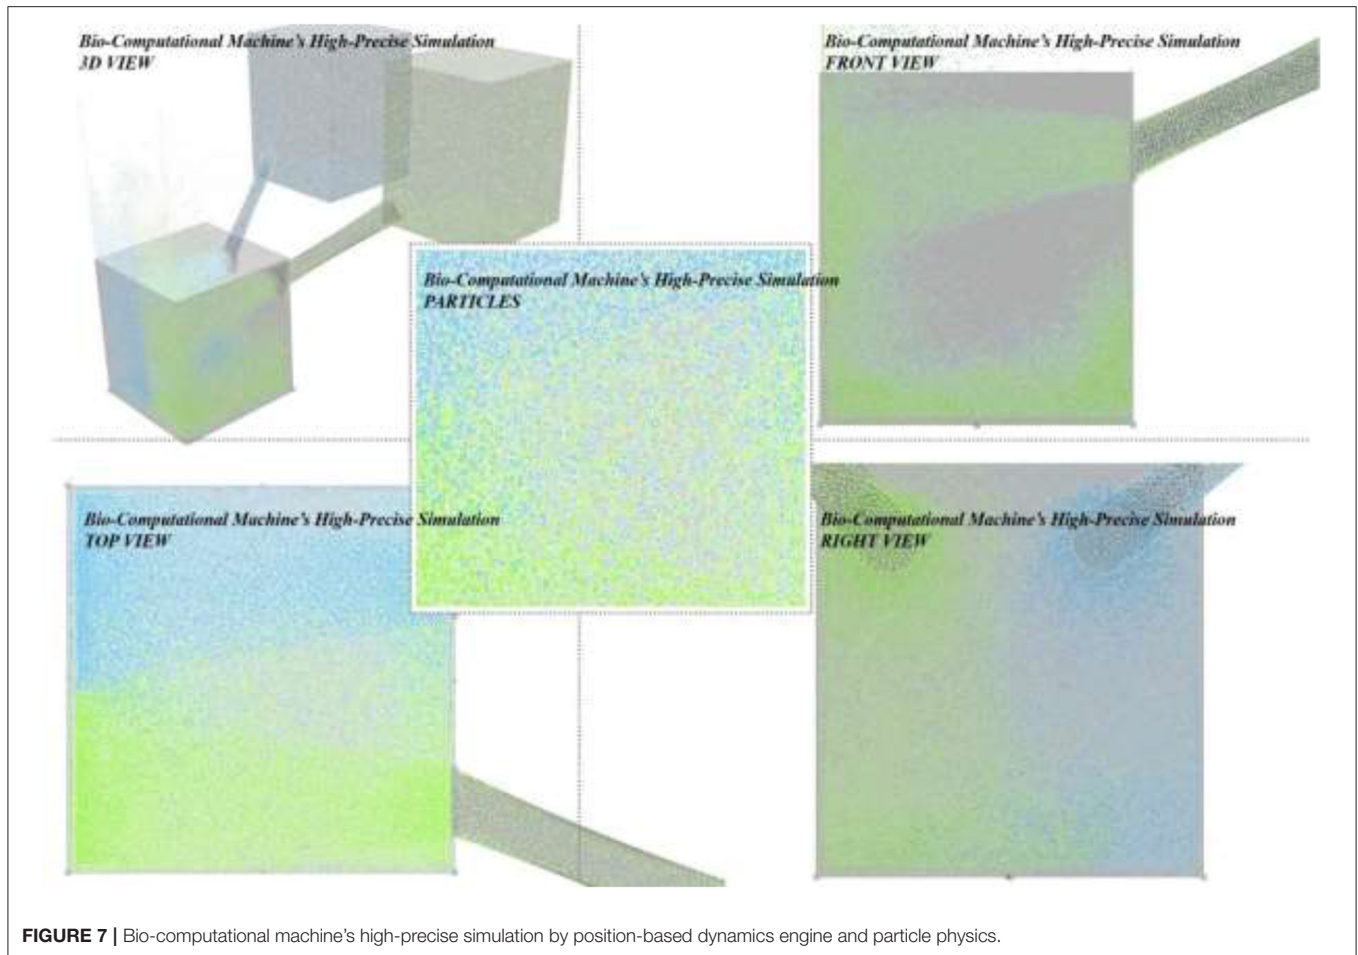 Bio-Computational Machine's High-Precise Simulation
3D VIEW
Bio-Computational Machine's High-Precise Simulation
FRONT VIEW
Bio-Computational Machine's High-Precise Simulation
PARTICLES
Bio-Computational Machine's High-Precise Simulation
TOP VIEW
Bio-Computational Machine's High-Precise Simulation
RIGHT VIEW
FIGURE 7 | Bio-computational machine's high-precise simulation by position-based dynamics engine and particle physics.